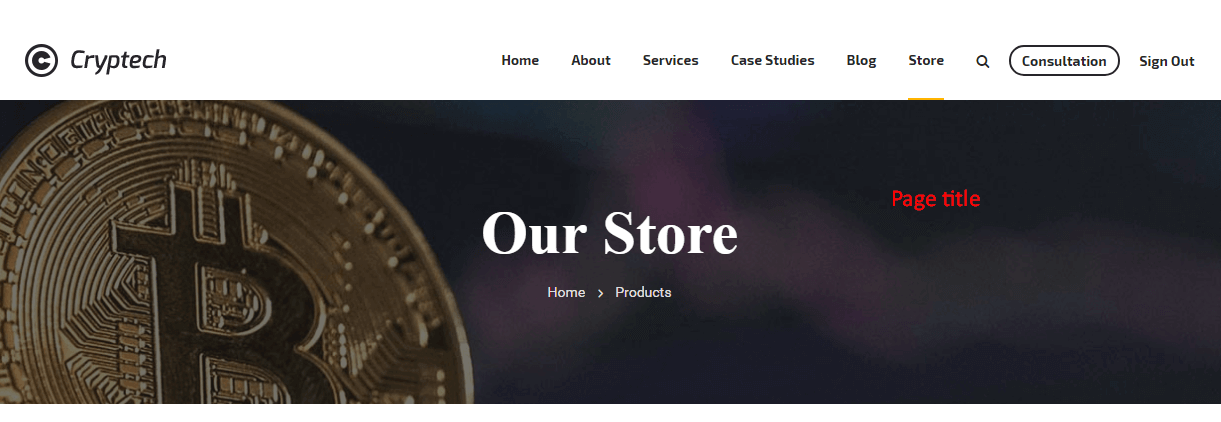 Cryptech
Home About Services Case Studies Blog Store Consultation Sign Out
Page title
Our Store
Home > Products